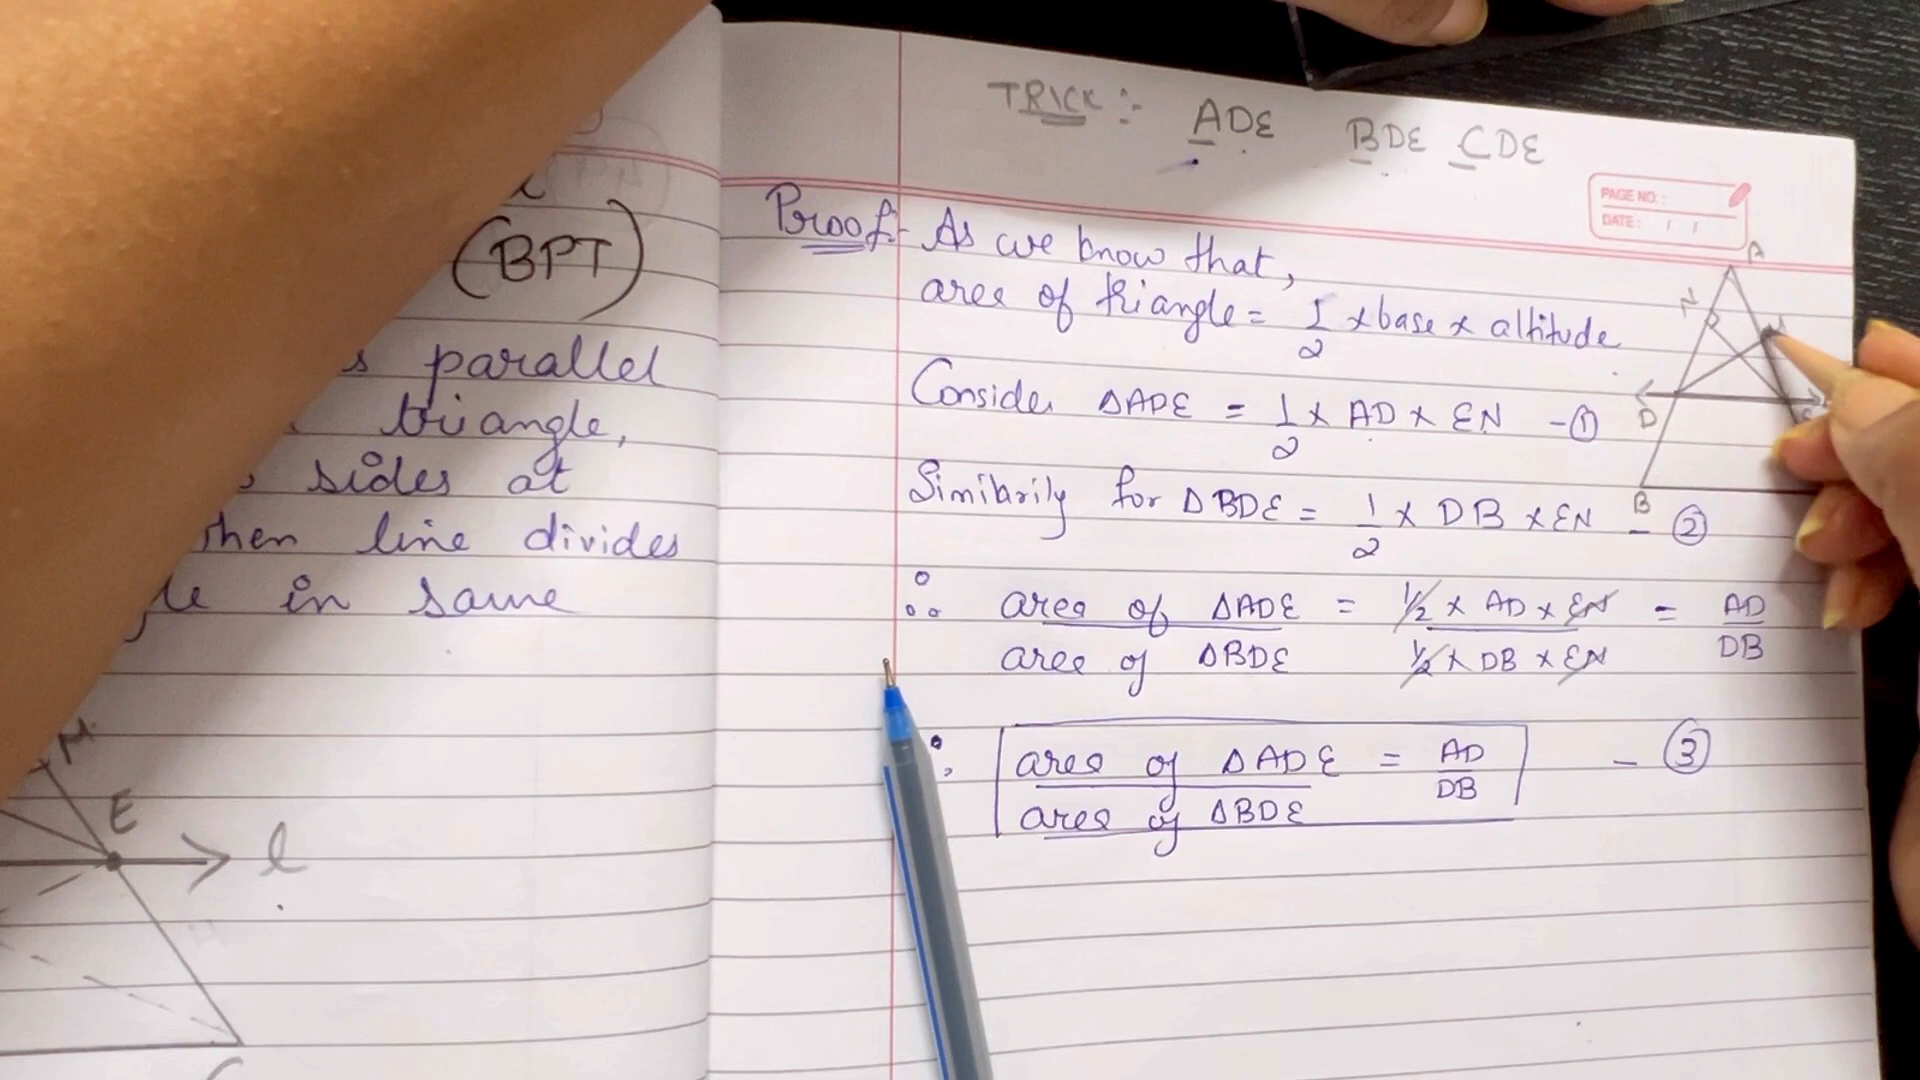 (BPT)
parallel
triangle,
sides at
then line divides
in same
M
E
l
C
TRICK :- ADE BDE CDE
PAGE NO.:
DATE: / /
Proof:- As we know that,
area of triangle = 1/2 x base x altitude
Consider ΔADE = 1/2 x AD x EN - ①
Similarily for ΔBDE = 1/2 x DB x EN - ②
∴ area of ΔADE / area of ΔBDE = 1/2 x AD x EN / 1/2 x DB x EN = AD / DB
∴ area of ΔADE / area of ΔBDE = AD / DB - ③
A
N
D
B